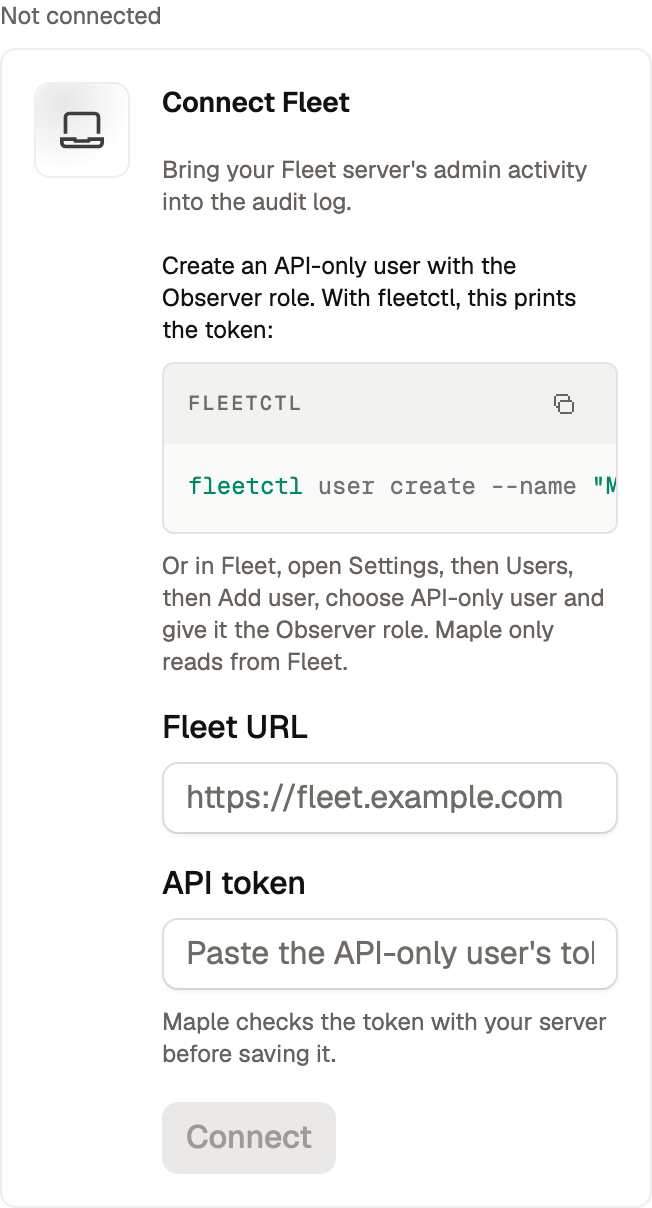 Not connected
Connect Fleet
Bring your Fleet server's admin activity
into the audit log.
Create an API-only user with the
Observer role. With fleetctl, this prints
the token:
FLEETCTL
fleetctl user create --name "M
Or in Fleet, open Settings, then Users,
then Add user, choose API-only user and
give it the Observer role. Maple only
reads from Fleet.
Fleet URL
https://fleet.example.com
API token
Paste the API-only user's tol
Maple checks the token with your server
before saving it.
Connect